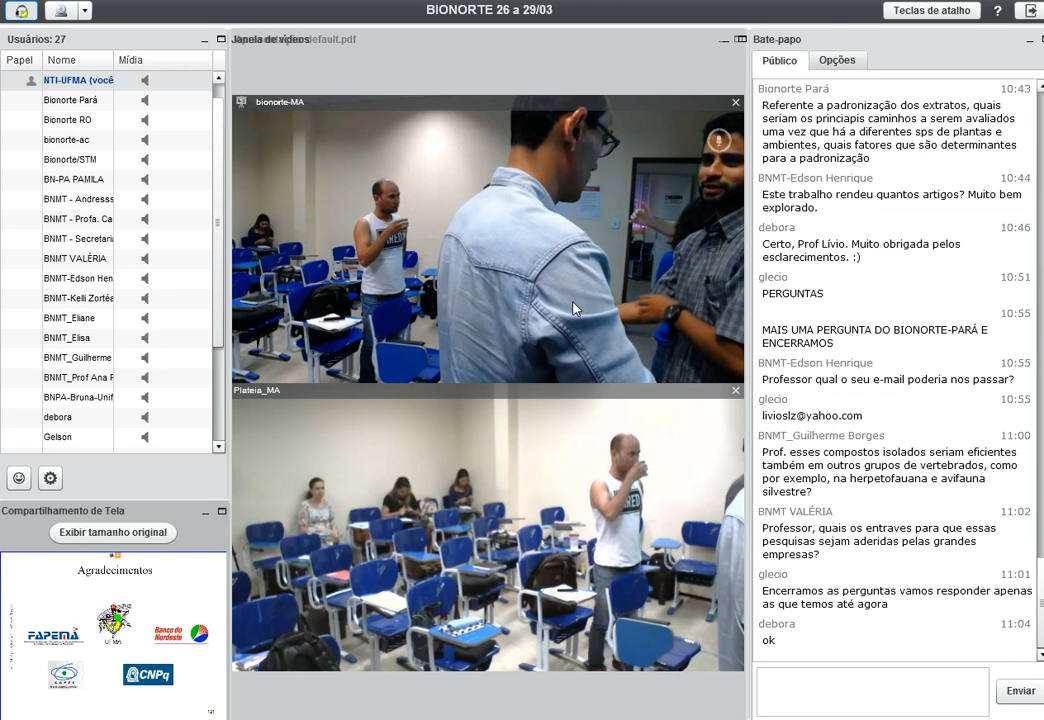 BIONORTE 26 a 29/03
Teclas de atalho
?
Usuários: 27
Papel Nome Mídia
NTI-UFMA (você
Bionorte Pará
Bionorte RO
bionorte-ac
Bionorte/STM
BN-PA PAMILA
BNMT - Andresss
BNMT - Profa. Ca
BNMT - Secretari
BNMT VALÉRIA
BNMT-Edson Hen
BNMT-Kelli Zortéa
BNMT_Eliane
BNMT_Elisa
BNMT_Guilherme
BNMT_Prof Ana F
BNPA-Bruna-Unif
debora
Gelson
Compartilhamento de Tela
Exibir tamanho original
Agradecimentos
FAPEMA
UFMA
Banco do
Nordeste
CAPES
CNPq
Janela de vídeos
default.pdf
bionorte-MA
Plateia_MA
Bate-papo
Público Opções
Bionorte Pará 10:43
Referente a padronização dos extratos, quais
seriam os principais caminhos a serem avaliados
uma vez que há a diferentes sps de plantas e
ambientes, quais fatores que são determinantes
para a padronização
BNMT-Edson Henrique 10:44
Este trabalho rendeu quantos artigos? Muito bem
explorado.
debora 10:46
Certo, Prof Lívio. Muito obrigada pelos
esclarecimentos. :)
glecio 10:51
PERGUNTAS
10:55
MAIS UMA PERGUNTA DO BIONORTE-PARÁ E
ENCERRAMOS
BNMT-Edson Henrique 10:55
Professor qual o seu e-mail poderia nos passar?
glecio 10:55
livioslz@yahoo.com
BNMT_Guilherme Borges 11:00
Prof. esses compostos isolados seriam eficientes
também em outros grupos de vertebrados, como
por exemplo, na herpetofauana e avifauna
silvestre?
BNMT VALÉRIA 11:02
Professor, quais os entraves para que essas
pesquisas sejam aderidas pelas grandes
empresas?
glecio 11:01
Encerramos as perguntas vamos responder apenas
as que temos até agora
debora 11:04
ok
Enviar